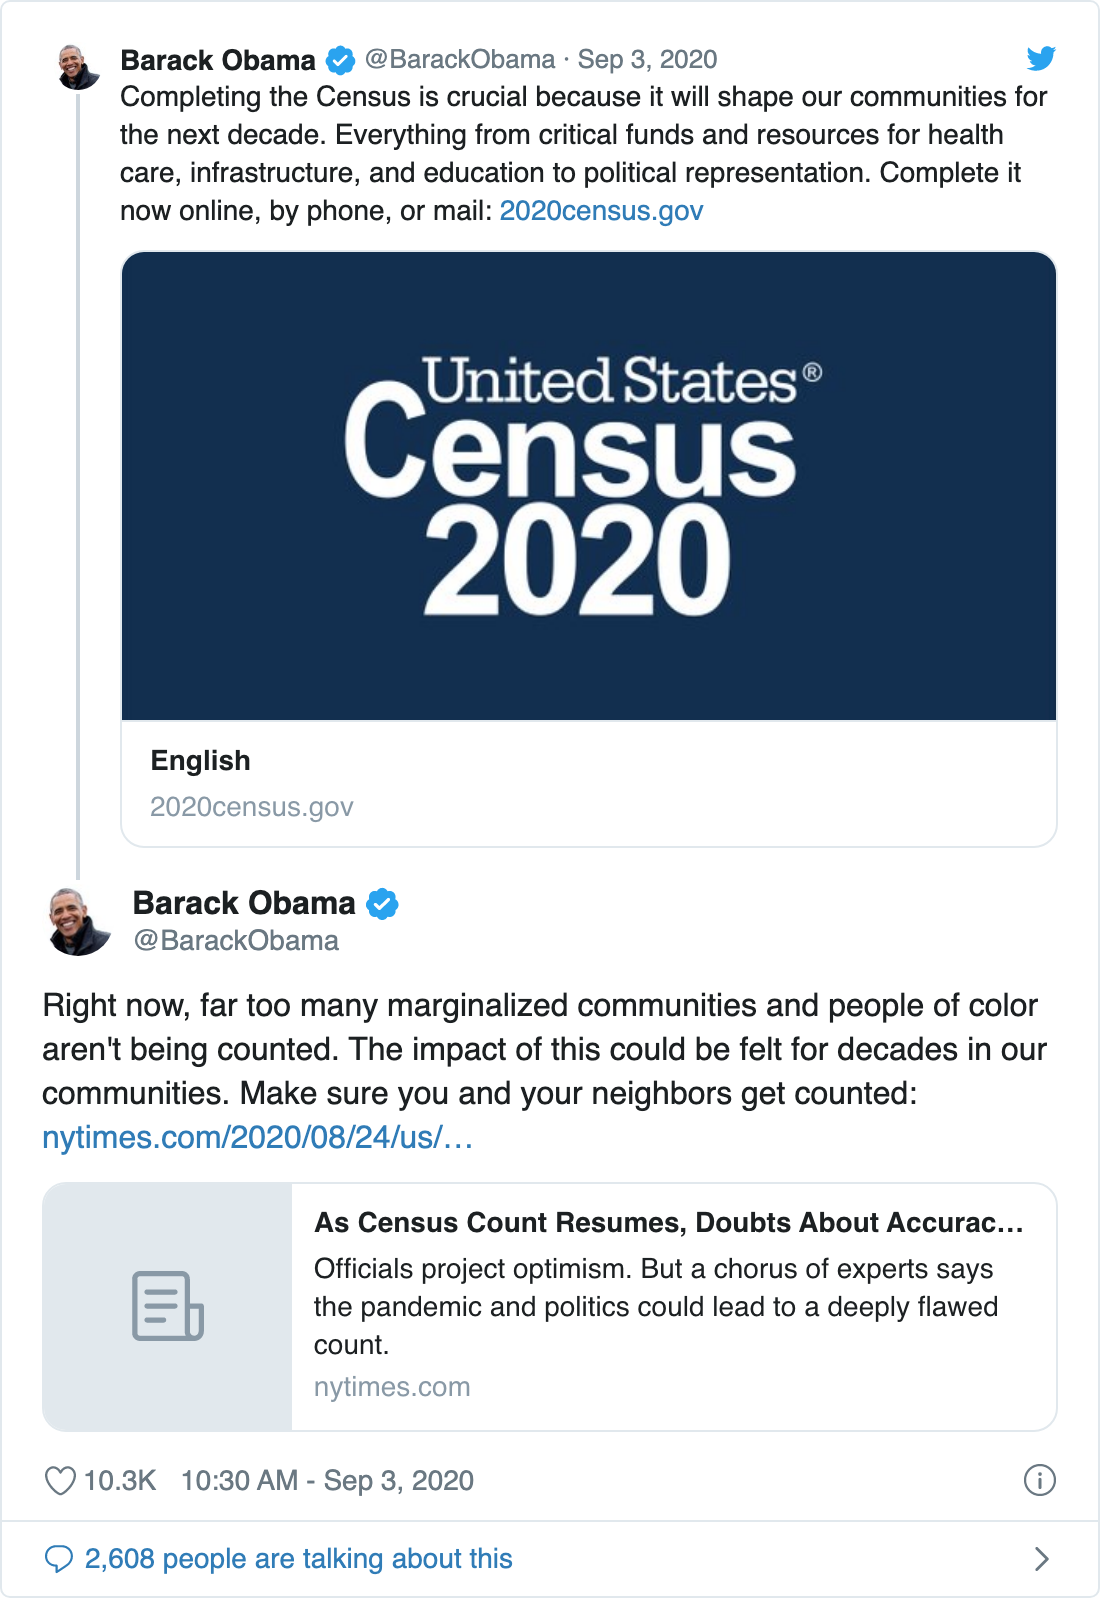 Barack Obama @BarackObama · Sep 3, 2020
Completing the Census is crucial because it will shape our communities for
the next decade. Everything from critical funds and resources for health
care, infrastructure, and education to political representation. Complete it
now online, by phone, or mail: 2020census.gov
United States®
Census
2020
English
2020census.gov
Barack Obama
@BarackObama
Right now, far too many marginalized communities and people of color
aren't being counted. The impact of this could be felt for decades in our
communities. Make sure you and your neighbors get counted:
nytimes.com/2020/08/24/us/…
As Census Count Resumes, Doubts About Accurac…
Officials project optimism. But a chorus of experts says
the pandemic and politics could lead to a deeply flawed
count.
nytimes.com
10.3K 10:30 AM - Sep 3, 2020
2,608 people are talking about this